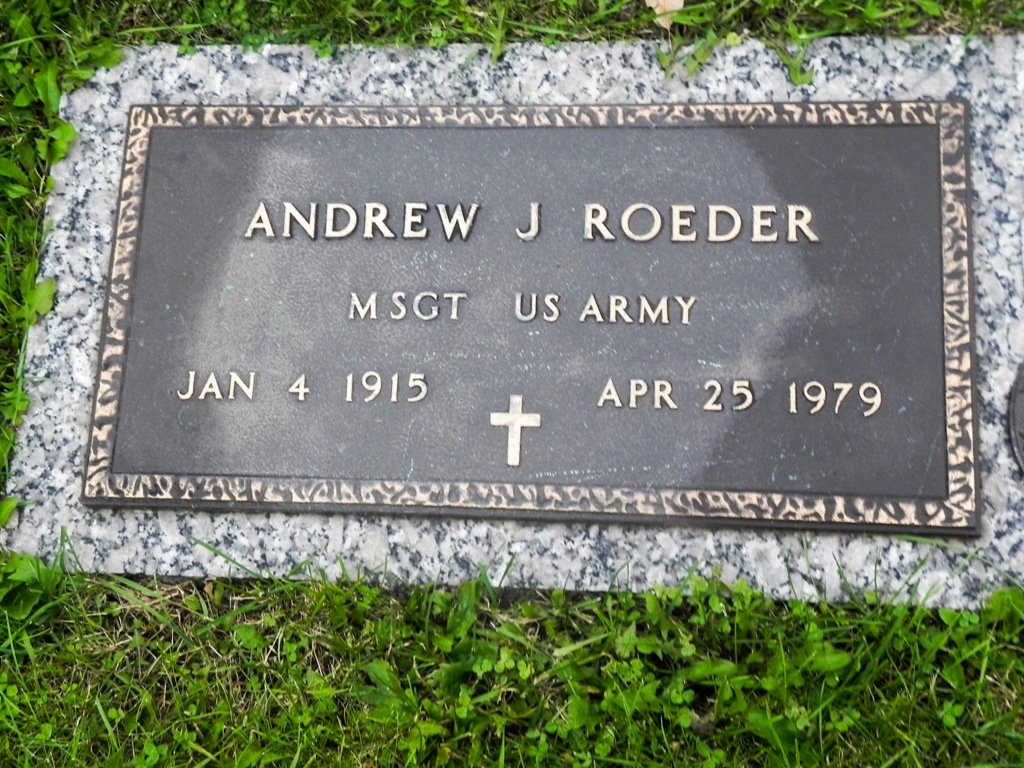 ANDREW J ROEDER
MSGT US ARMY
JAN 4 1915 APR 25 1979